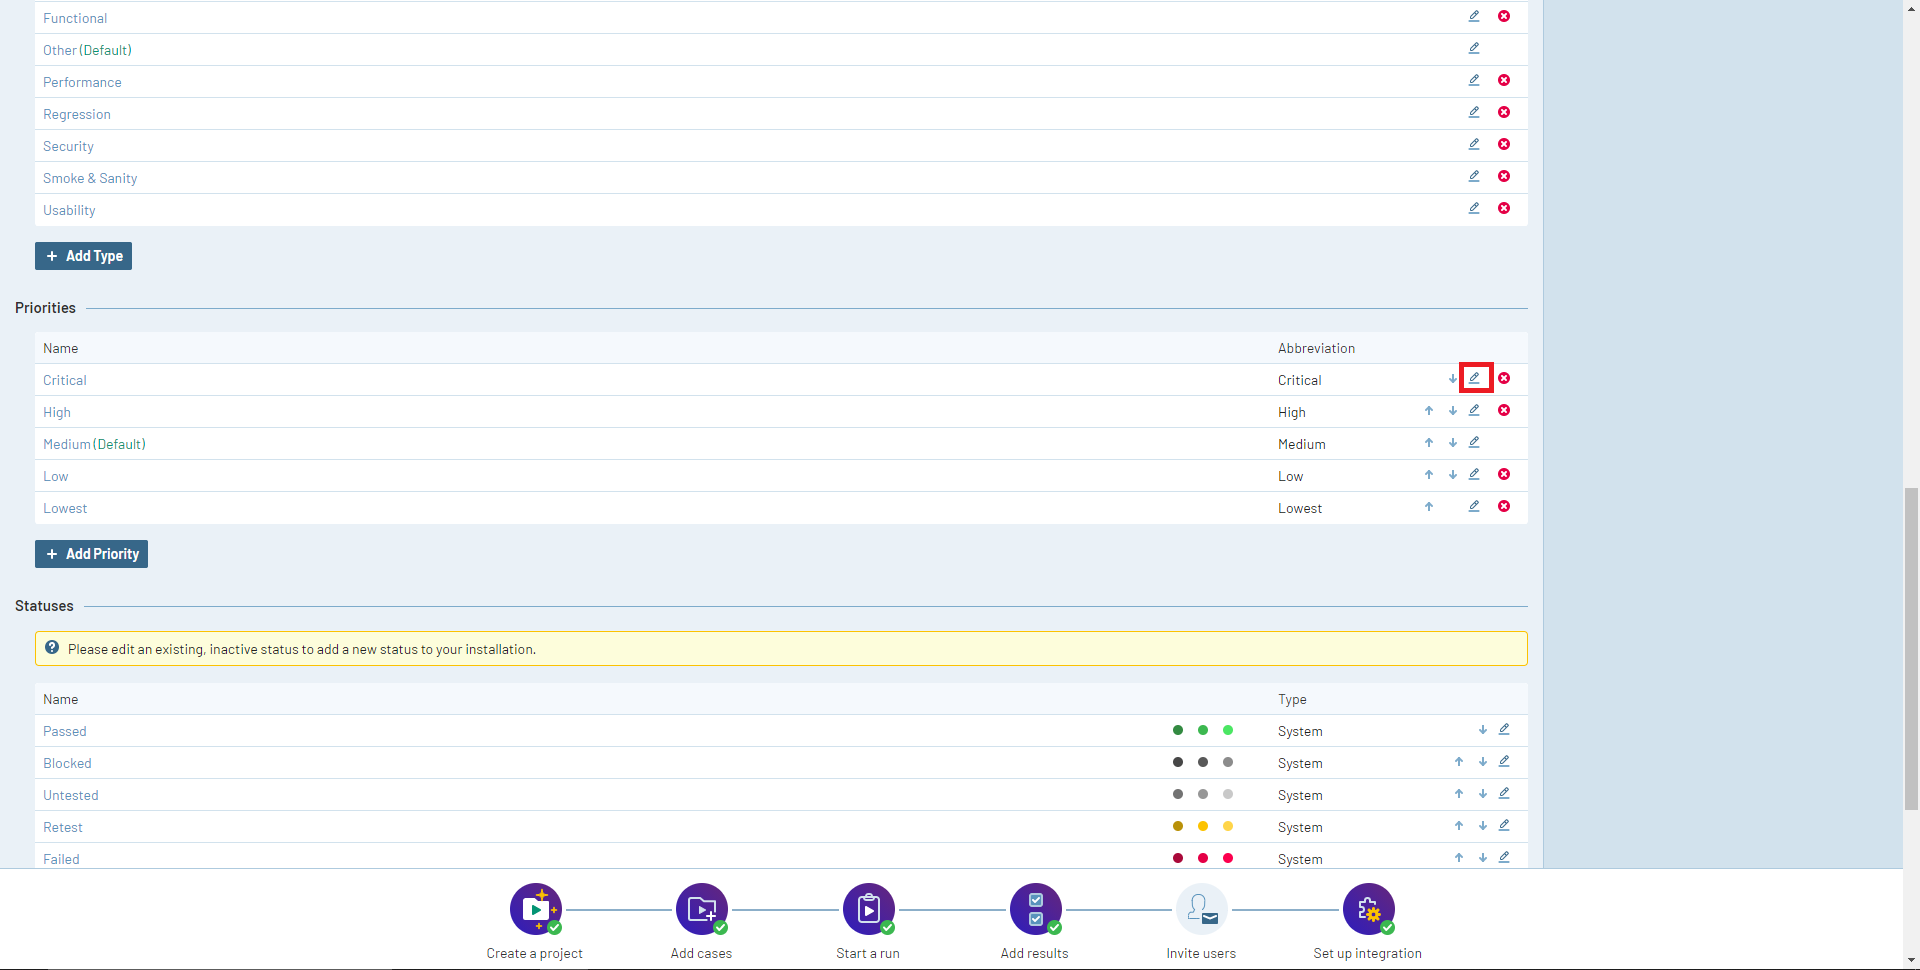 Functional
Other (Default)
Performance
Regression
Security
Smoke & Sanity
Usability
+ Add Type
Priorities
Name Abbreviation
Critical Critical
High High
Medium (Default) Medium
Low Low
Lowest Lowest
+ Add Priority
Statuses
Please edit an existing, inactive status to add a new status to your installation.
Name Type
Passed System
Blocked System
Untested System
Retest System
Failed System
Create a project Add cases Start a run Add results Invite users Set up integration